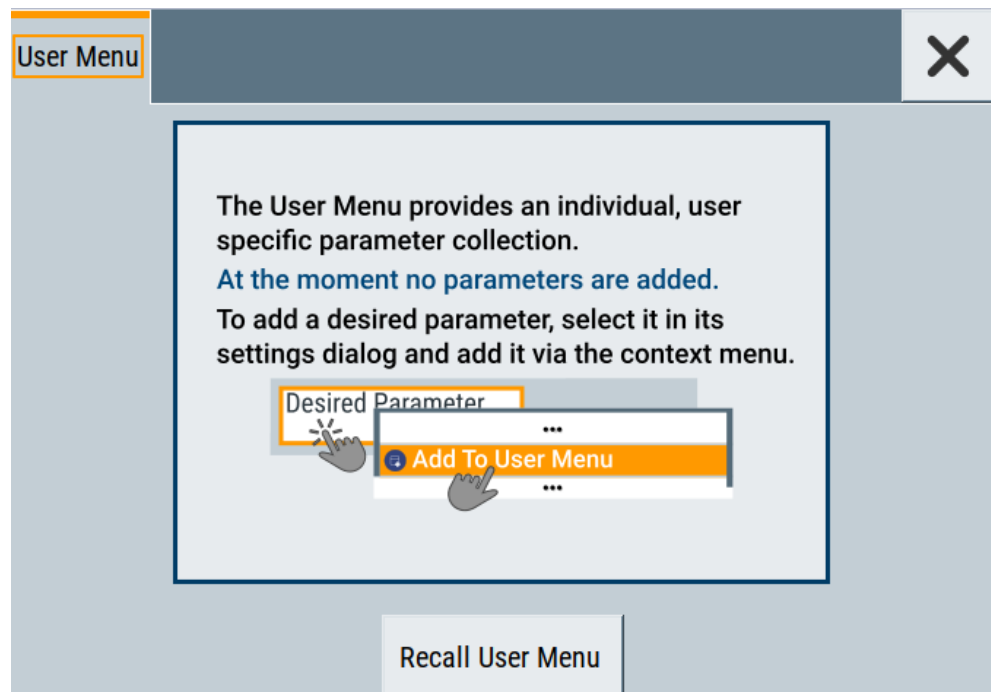 User Menu
The User Menu provides an individual, user
specific parameter collection.
At the moment no parameters are added.
To add a desired parameter, select it in its
settings dialog and add it via the context menu.
Desired Parameter
...
Add To User Menu
...
Recall User Menu